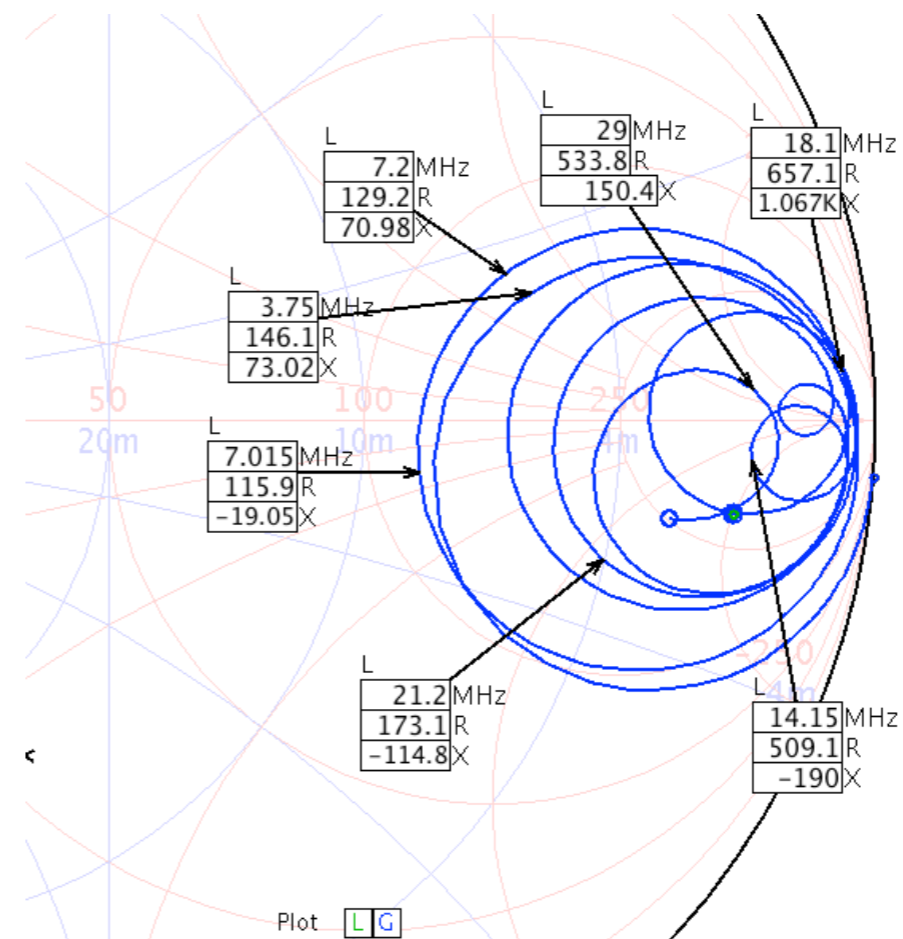 L
29 MHz
533.8 R
150.4 X
L
18.1 MHz
657.1 R
1.067K X
L
7.2 MHz
129.2 R
70.98 X
L
3.75 MHz
146.1 R
73.02 X
50
100
250
20m
10m
4m
L
7.015 MHz
115.9 R
-19.05 X
-250
4m
L
21.2 MHz
173.1 R
-114.8 X
L
14.15 MHz
509.1 R
-190 X
<
Plot L G